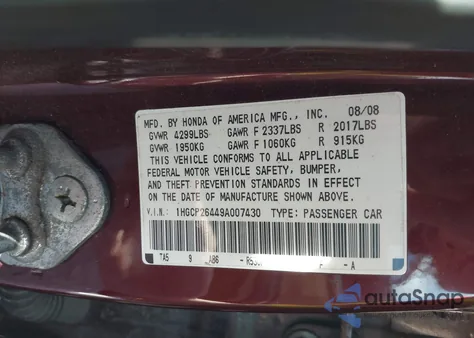 MFD. BY HONDA OF AMERICA MFG., INC. 08/08
GVWR 4299LBS GAWR F 2337LBS R 2017LBS
GVWR 1950KG GAWR F 1060KG R 915KG
THIS VEHICLE CONFORMS TO ALL APPLICABLE
FEDERAL MOTOR VEHICLE SAFETY, BUMPER,
AND THEFT PREVENTION STANDARDS IN EFFECT
ON THE DATE OF MANUFACTURE SHOWN ABOVE.
V.I.N.: 1HGCP26449A007430 TYPE: PASSENGER CAR
TA5 9 A
autoSnap